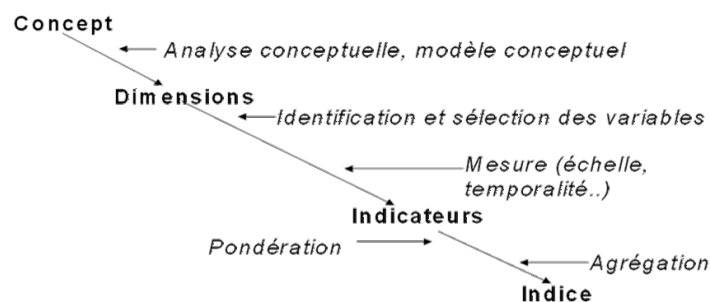 Concept
Analyse conceptuelle, modèle conceptuel
Dimensions
Identification et sélection des variables
Mesure (échelle,
temporalité..)
Indicateurs
Pondération
Agrégation
Indice